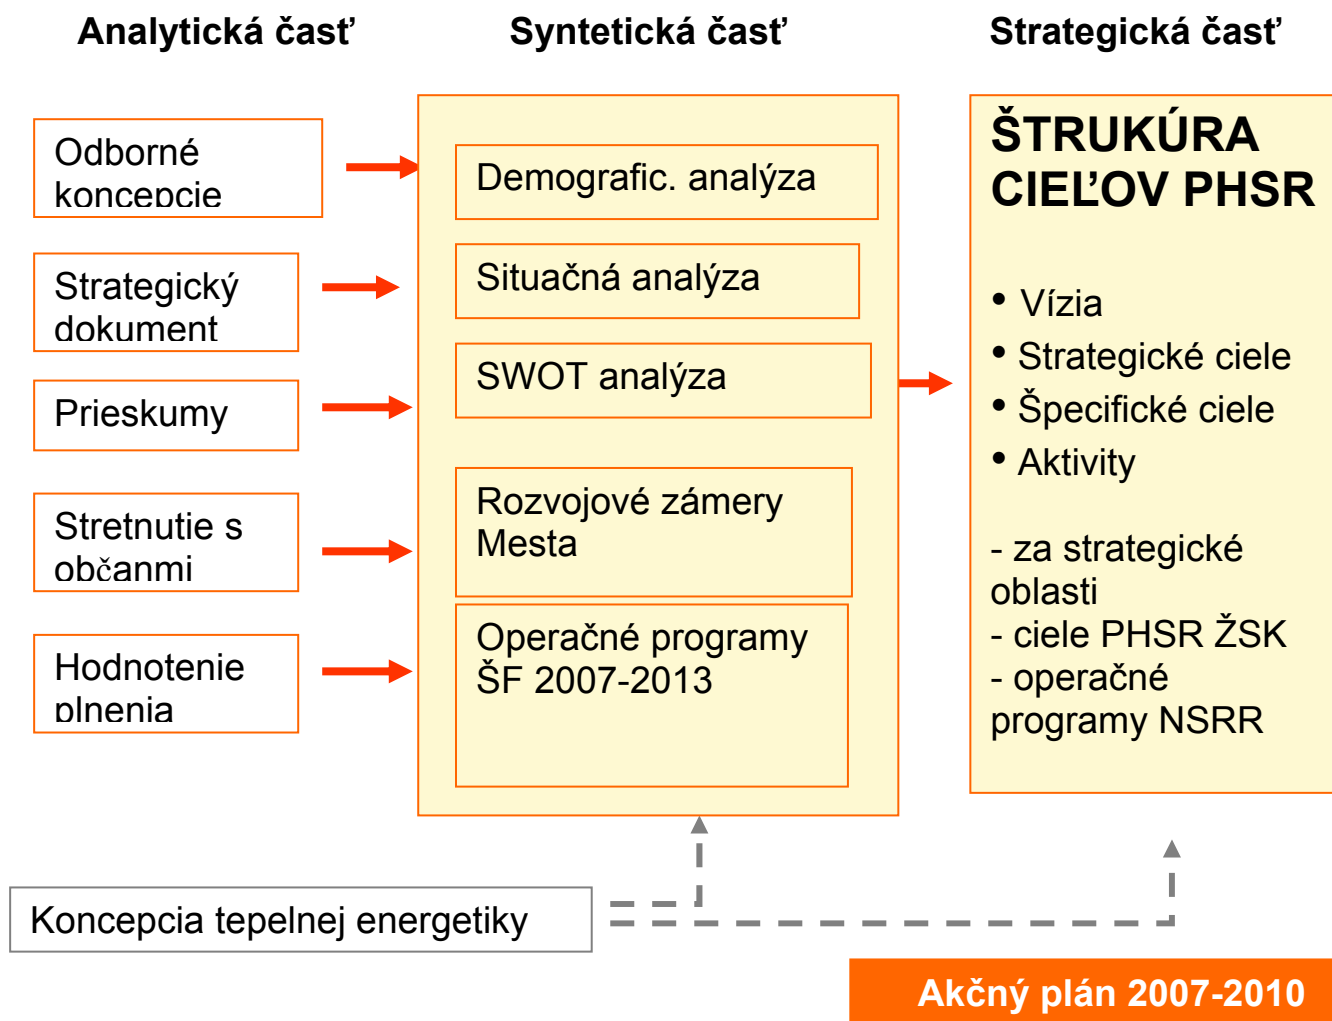 Analytická časť
Syntetická časť
Strategická časť
Odborné
koncepcie
Strategický
dokument
Prieskumy
Stretnutie s
občanmi
Hodnotenie
plnenia
Demografic. analýza
Situačná analýza
SWOT analýza
Rozvojové zámery
Mesta
Operačné programy
ŠF 2007-2013
ŠTRUKÚRA
CIEĽOV PHSR
• Vízia
• Strategické ciele
• Špecifické ciele
• Aktivity
- za strategické
oblasti
- ciele PHSR ŽSK
- operačné
programy NSRR
Koncepcia tepelnej energetiky
Akčný plán 2007-2010